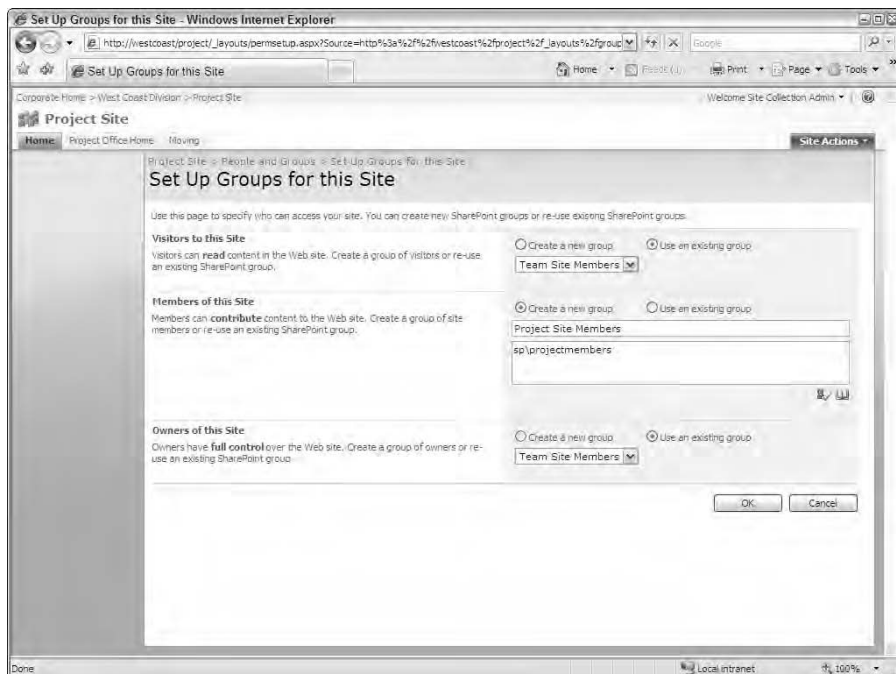 Set Up Groups for this Site - Windows Internet Explorer
http://westcoast/project/_layouts/permsetup.aspx?Source=http%3a%2f%2fwestcoast%2fproject%2f_layouts%2fgroup
Google
Set Up Groups for this Site
Home
Print
Page
Tools
Corporate Home > West Coast Division > Project Site
Welcome Site Collection Admin
Project Site
Home
Project Office Home
Moving
Site Actions
Project Site > People and Groups > Set Up Groups for this Site
Set Up Groups for this Site
Use this page to specify who can access your site. You can create new SharePoint groups or re-use existing SharePoint groups.
Visitors to this Site
Visitors can read content in the Web site. Create a group of visitors or re-use
an existing SharePoint group.
Create a new group
Use an existing group
Team Site Members
Members of this Site
Members can contribute content to the Web site. Create a group of site
members or re-use an existing SharePoint group.
Create a new group
Use an existing group
Project Site Members
sp\projectmembers
Owners of this Site
Owners have full control over the Web site. Create a group of owners or re-
use an existing SharePoint group
Create a new group
Use an existing group
Team Site Members
OK
Cancel
Done
Local intranet
100%